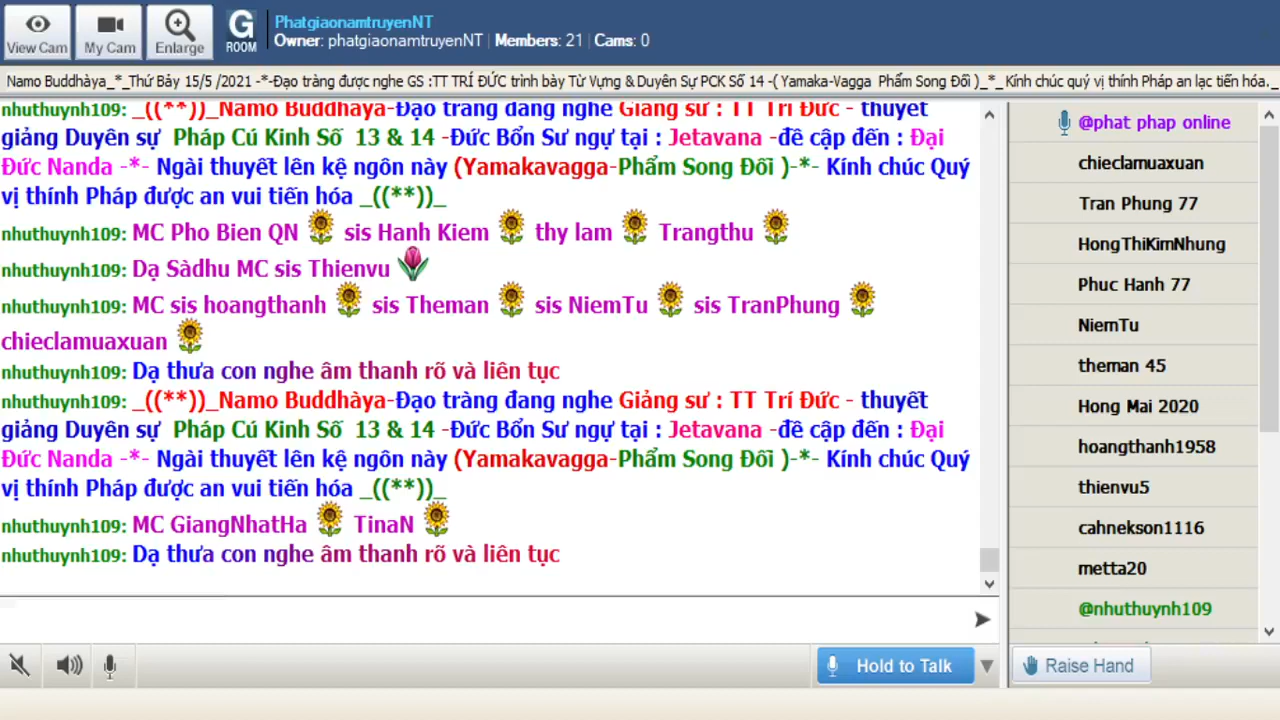 View Cam
My Cam
Enlarge
G
ROOM
PhatgiaonamtruyenNT
Owner: phatgiaonamtruyenNT | Members: 21 | Cams: 0
Namo Buddhàya_*_Thứ Bảy 15/5 /2021 -*-Đạo tràng được nghe GS :TT TRÍ ĐỨC trình bày Từ Vựng & Duyên Sự PCK Số 14 -( Yamaka-Vagga Phẩm Song Đối )_*_ Kính chúc quý vị thính Pháp an lạc tiến hóa._
nhuthuynh109: _((**))_Namo Buddhàya-Đạo tràng đang nghe Giảng sư : TT Trí Đức - thuyết
giảng Duyên sự Pháp Cú Kinh Số 13 & 14 -Đức Bổn Sư ngự tại : Jetavana -đề cập đến : Đại
Đức Nanda -*- Ngài thuyết lên kệ ngôn này (Yamakavagga-Phẩm Song Đối )-*- Kính chúc Quý
vị thính Pháp được an vui tiến hóa _((**))_
nhuthuynh109: MC Pho Bien QN sis Hanh Kiem thy lam Trangthu
nhuthuynh109: Dạ Sàdhu MC sis Thienvu
nhuthuynh109: MC sis hoangthanh sis Theman sis NiemTu sis TranPhung
chieclamuaxuan
nhuthuynh109: Dạ thưa con nghe âm thanh rõ và liên tục
nhuthuynh109: _((**))_Namo Buddhàya-Đạo tràng đang nghe Giảng sư : TT Trí Đức - thuyết
giảng Duyên sự Pháp Cú Kinh Số 13 & 14 -Đức Bổn Sư ngự tại : Jetavana -đề cập đến : Đại
Đức Nanda -*- Ngài thuyết lên kệ ngôn này (Yamakavagga-Phẩm Song Đối )-*- Kính chúc Quý
vị thính Pháp được an vui tiến hóa _((**))_
nhuthuynh109: MC GiangNhatHa TinaN
nhuthuynh109: Dạ thưa con nghe âm thanh rõ và liên tục
@phat phap online
chieclamuaxuan
Tran Phung 77
HongThiKimNhung
Phuc Hanh 77
NiemTu
theman 45
Hong Mai 2020
hoangthanh1958
thienvu5
cahnekson1116
metta20
@nhuthuynh109
Hold to Talk
Raise Hand